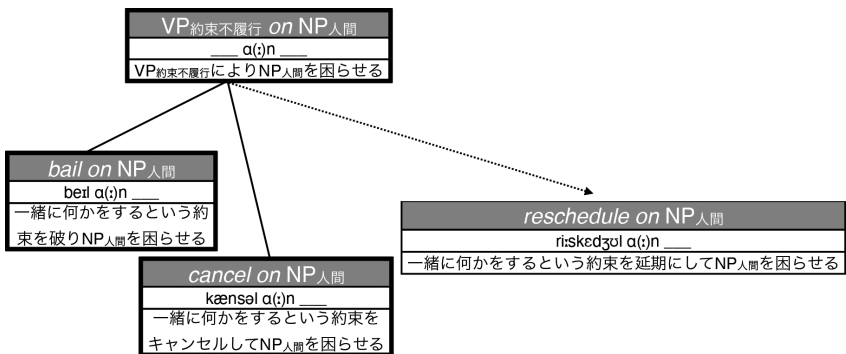 VP約束不履行 on NP人間
___ ɑ(ː)n ___
VP約束不履行によりNP人間を困らせる
bail on NP人間
beɪl ɑ(ː)n ___
一緒に何かをするという約
束を破りNP人間を困らせる
cancel on NP人間
kænsəl ɑ(ː)n ___
一緒に何かをするという約束を
キャンセルしてNP人間を困らせる
reschedule on NP人間
riːskɛdʒʊl ɑ(ː)n ___
一緒に何かをするという約束を延期にしてNP人間を困らせる